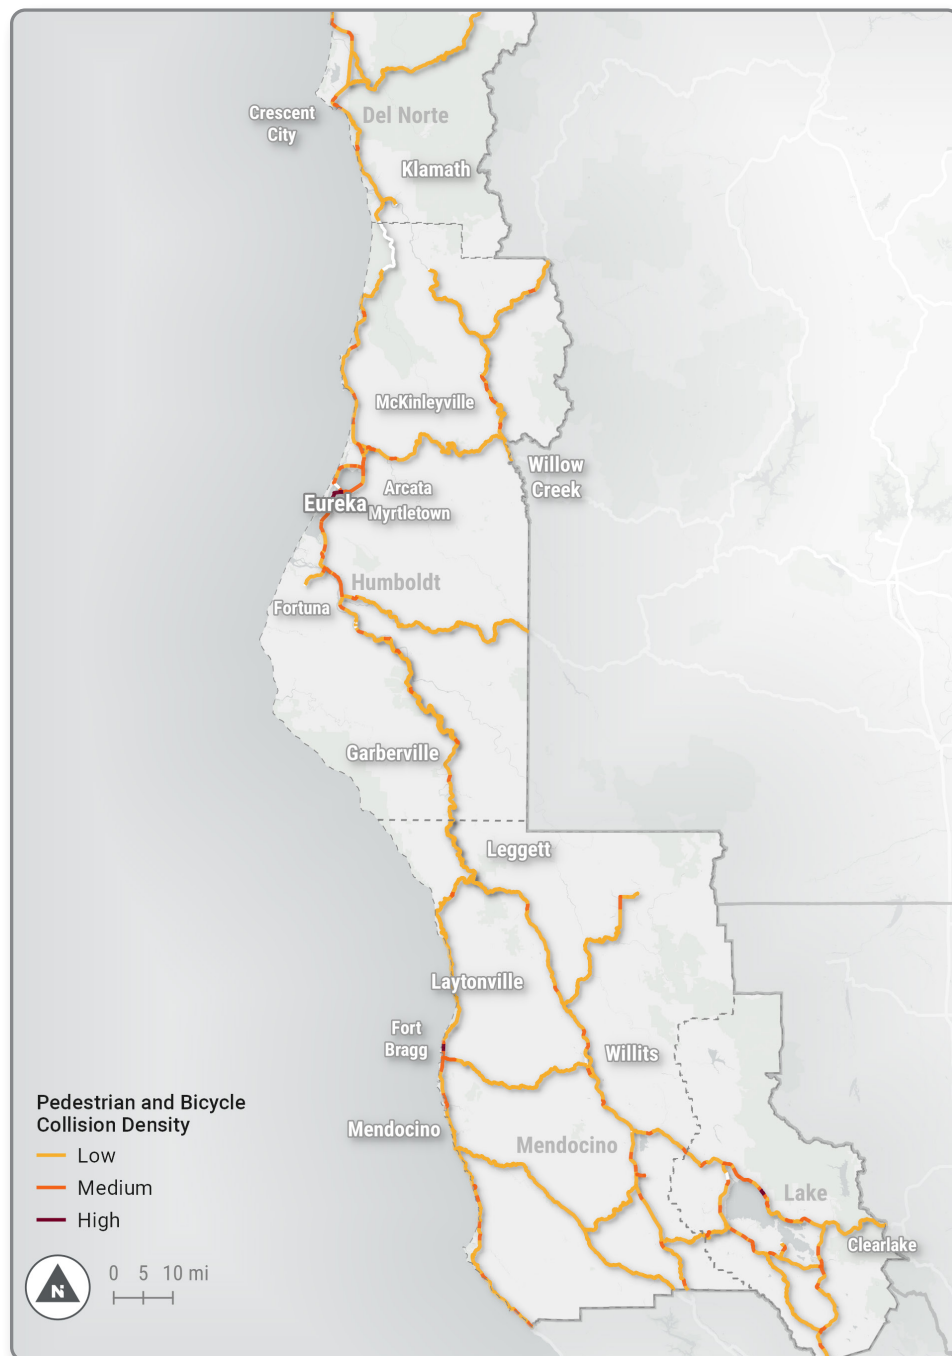 Crescent
City
Del Norte
Klamath
McKinleyville
Willow
Creek
Arcata
Eureka
Myrtletown
Humboldt
Fortuna
Garberville
Leggett
Laytonville
Fort
Bragg
Willits
Mendocino
Mendocino
Lake
Clearlake
Pedestrian and Bicycle
Collision Density
Low
Medium
High
N
0 5 10 mi